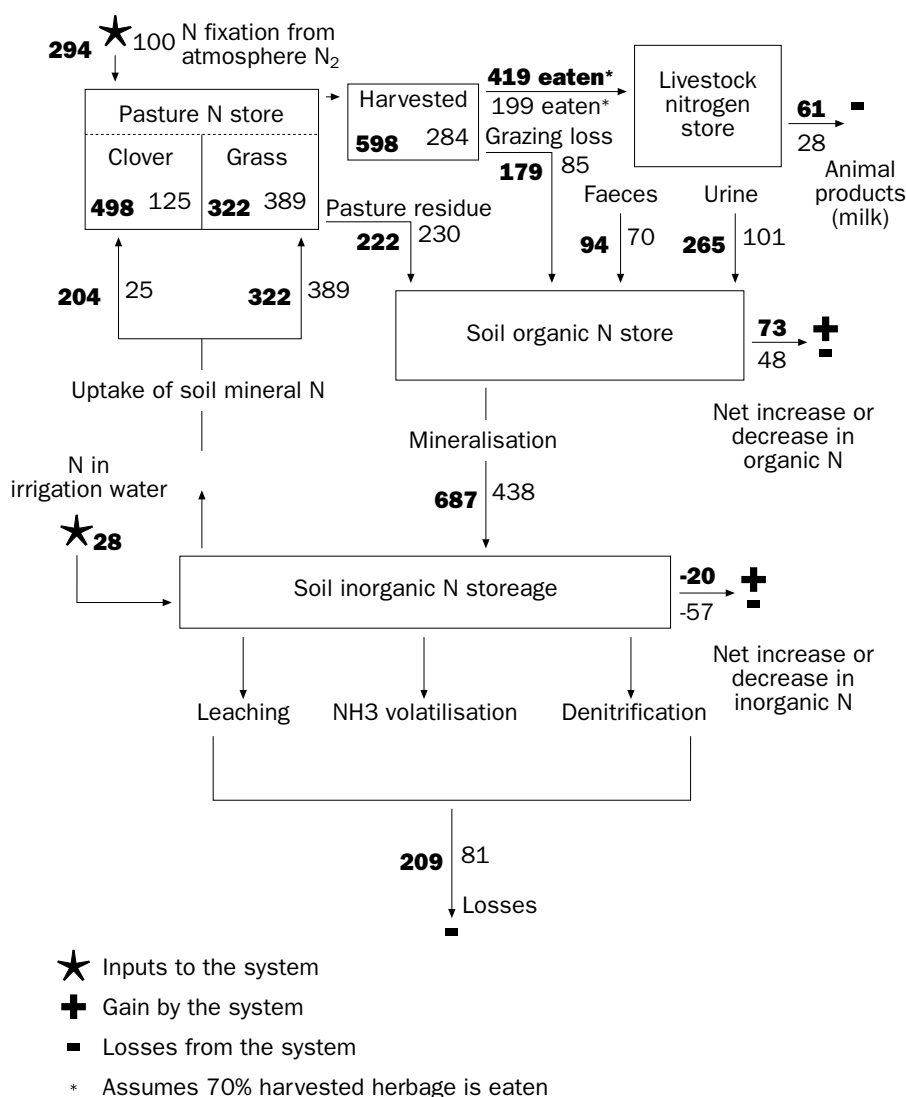 294
100
N fixation from
atmosphere N2
Pasture N store
Clover
Grass
498 125
322 389
Harvested
598 284
419 eaten*
199 eaten*
Grazing loss
179
85
Livestock
nitrogen
store
61
28
Animal
products
(milk)
Pasture residue
222
230
Faeces
94
70
Urine
265
101
204
25
322
389
Soil organic N store
73
48
Net increase or
decrease in
organic N
Uptake of soil mineral N
Mineralisation
687
438
N in
irrigation water
28
Soil inorganic N storeage
-20
-57
Net increase or
decrease in
inorganic N
Leaching
NH3 volatilisation
Denitrification
209
81
Losses
Inputs to the system
Gain by the system
Losses from the system
* Assumes 70% harvested herbage is eaten